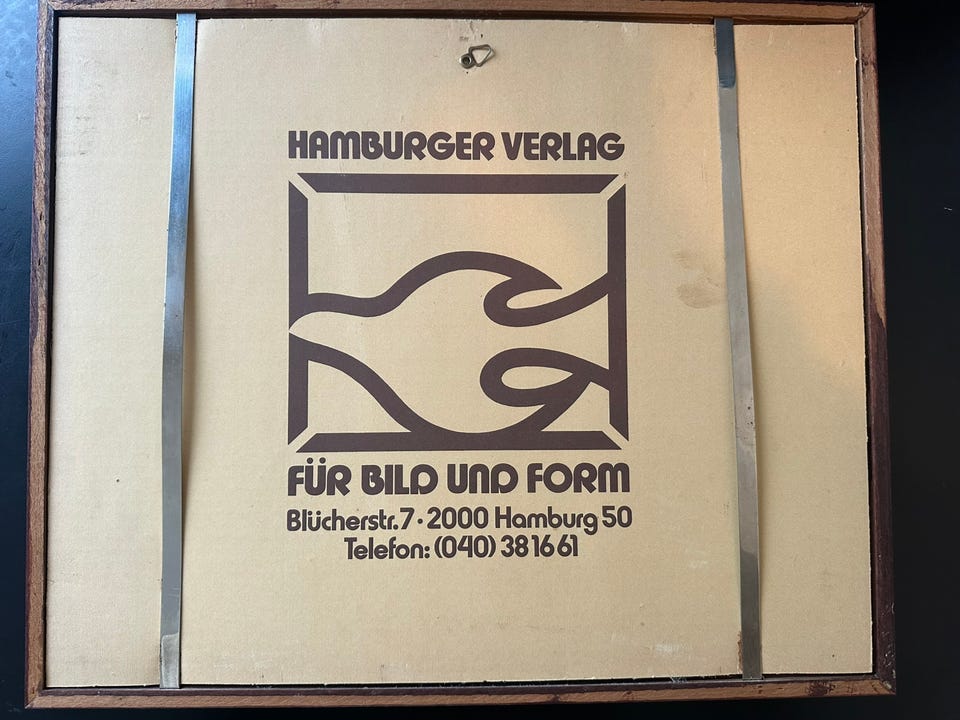 HAMBURGER VERLAG
FÜR BILD UND FORM
Blücherstr. 7 · 2000 Hamburg 50
Telefon: (040) 38 16 61